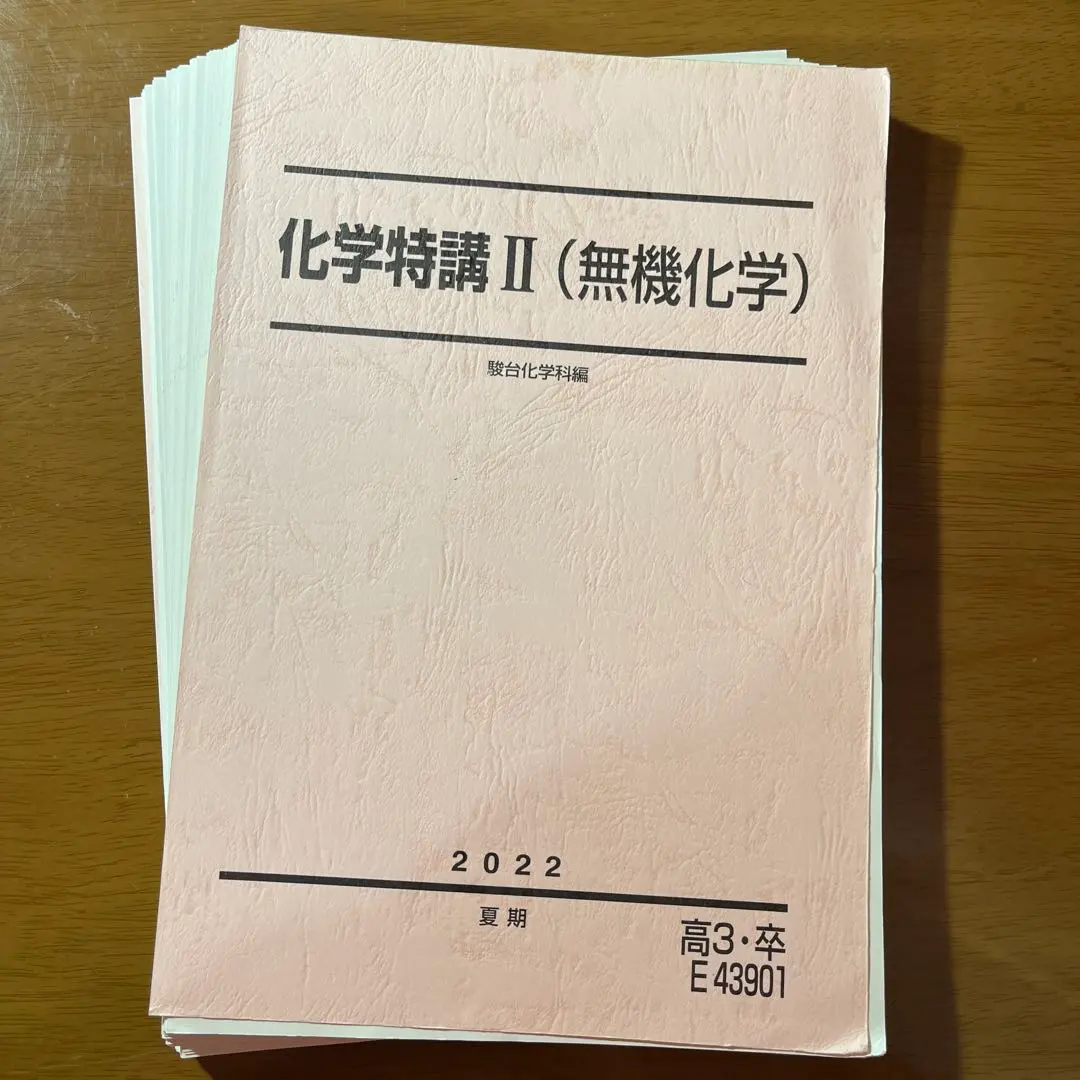 化学特講Ⅱ(無機化学)
駿台化学科編
2022
夏期
高3・卒
E43901